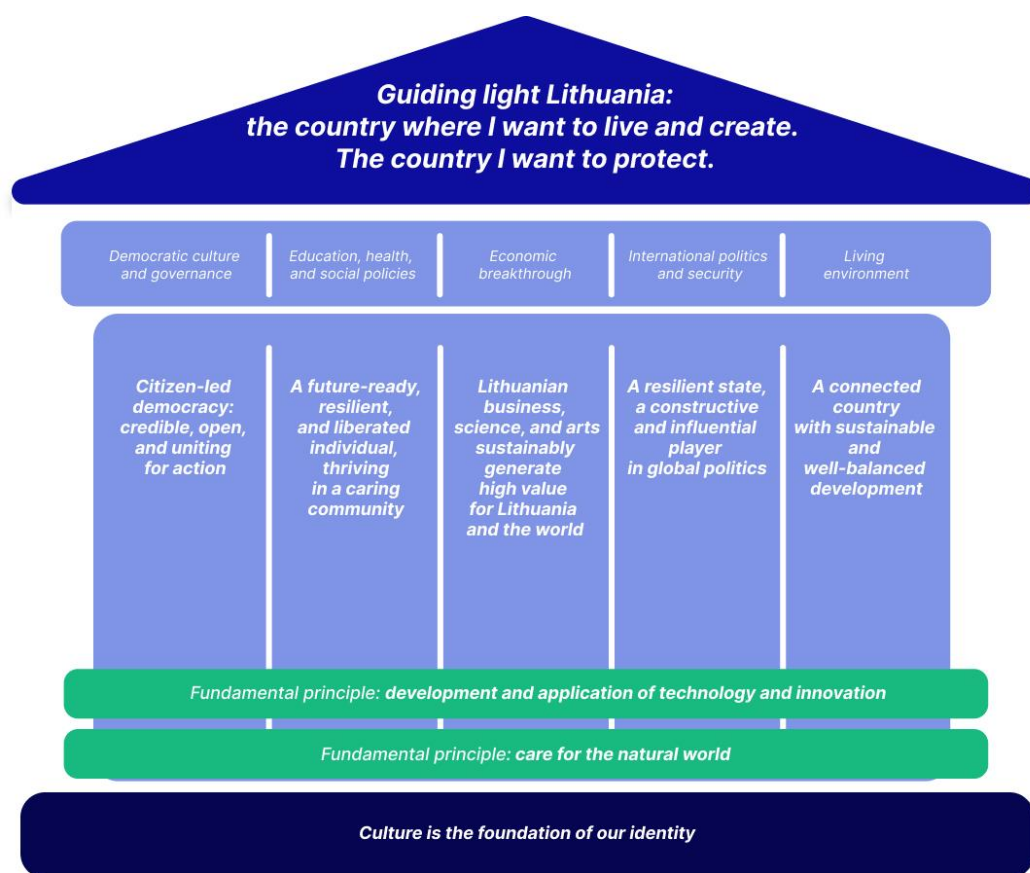 Guiding light Lithuania:
the country where I want to live and create.
The country I want to protect.
Democratic culture
and governance
Education, health,
and social policies
Economic
breakthrough
International politics
and security
Living
environment
Citizen-led
democracy:
credible, open,
and uniting
for action
A future-ready,
resilient,
and liberated
individual,
thriving
in a caring
community
Lithuanian
business,
science, and arts
sustainably
generate
high value
for Lithuania
and the world
A resilient state,
a constructive
and influential
player
in global politics
A connected
country
with sustainable
and
well-balanced
development
Fundamental principle: development and application of technology and innovation
Fundamental principle: care for the natural world
Culture is the foundation of our identity